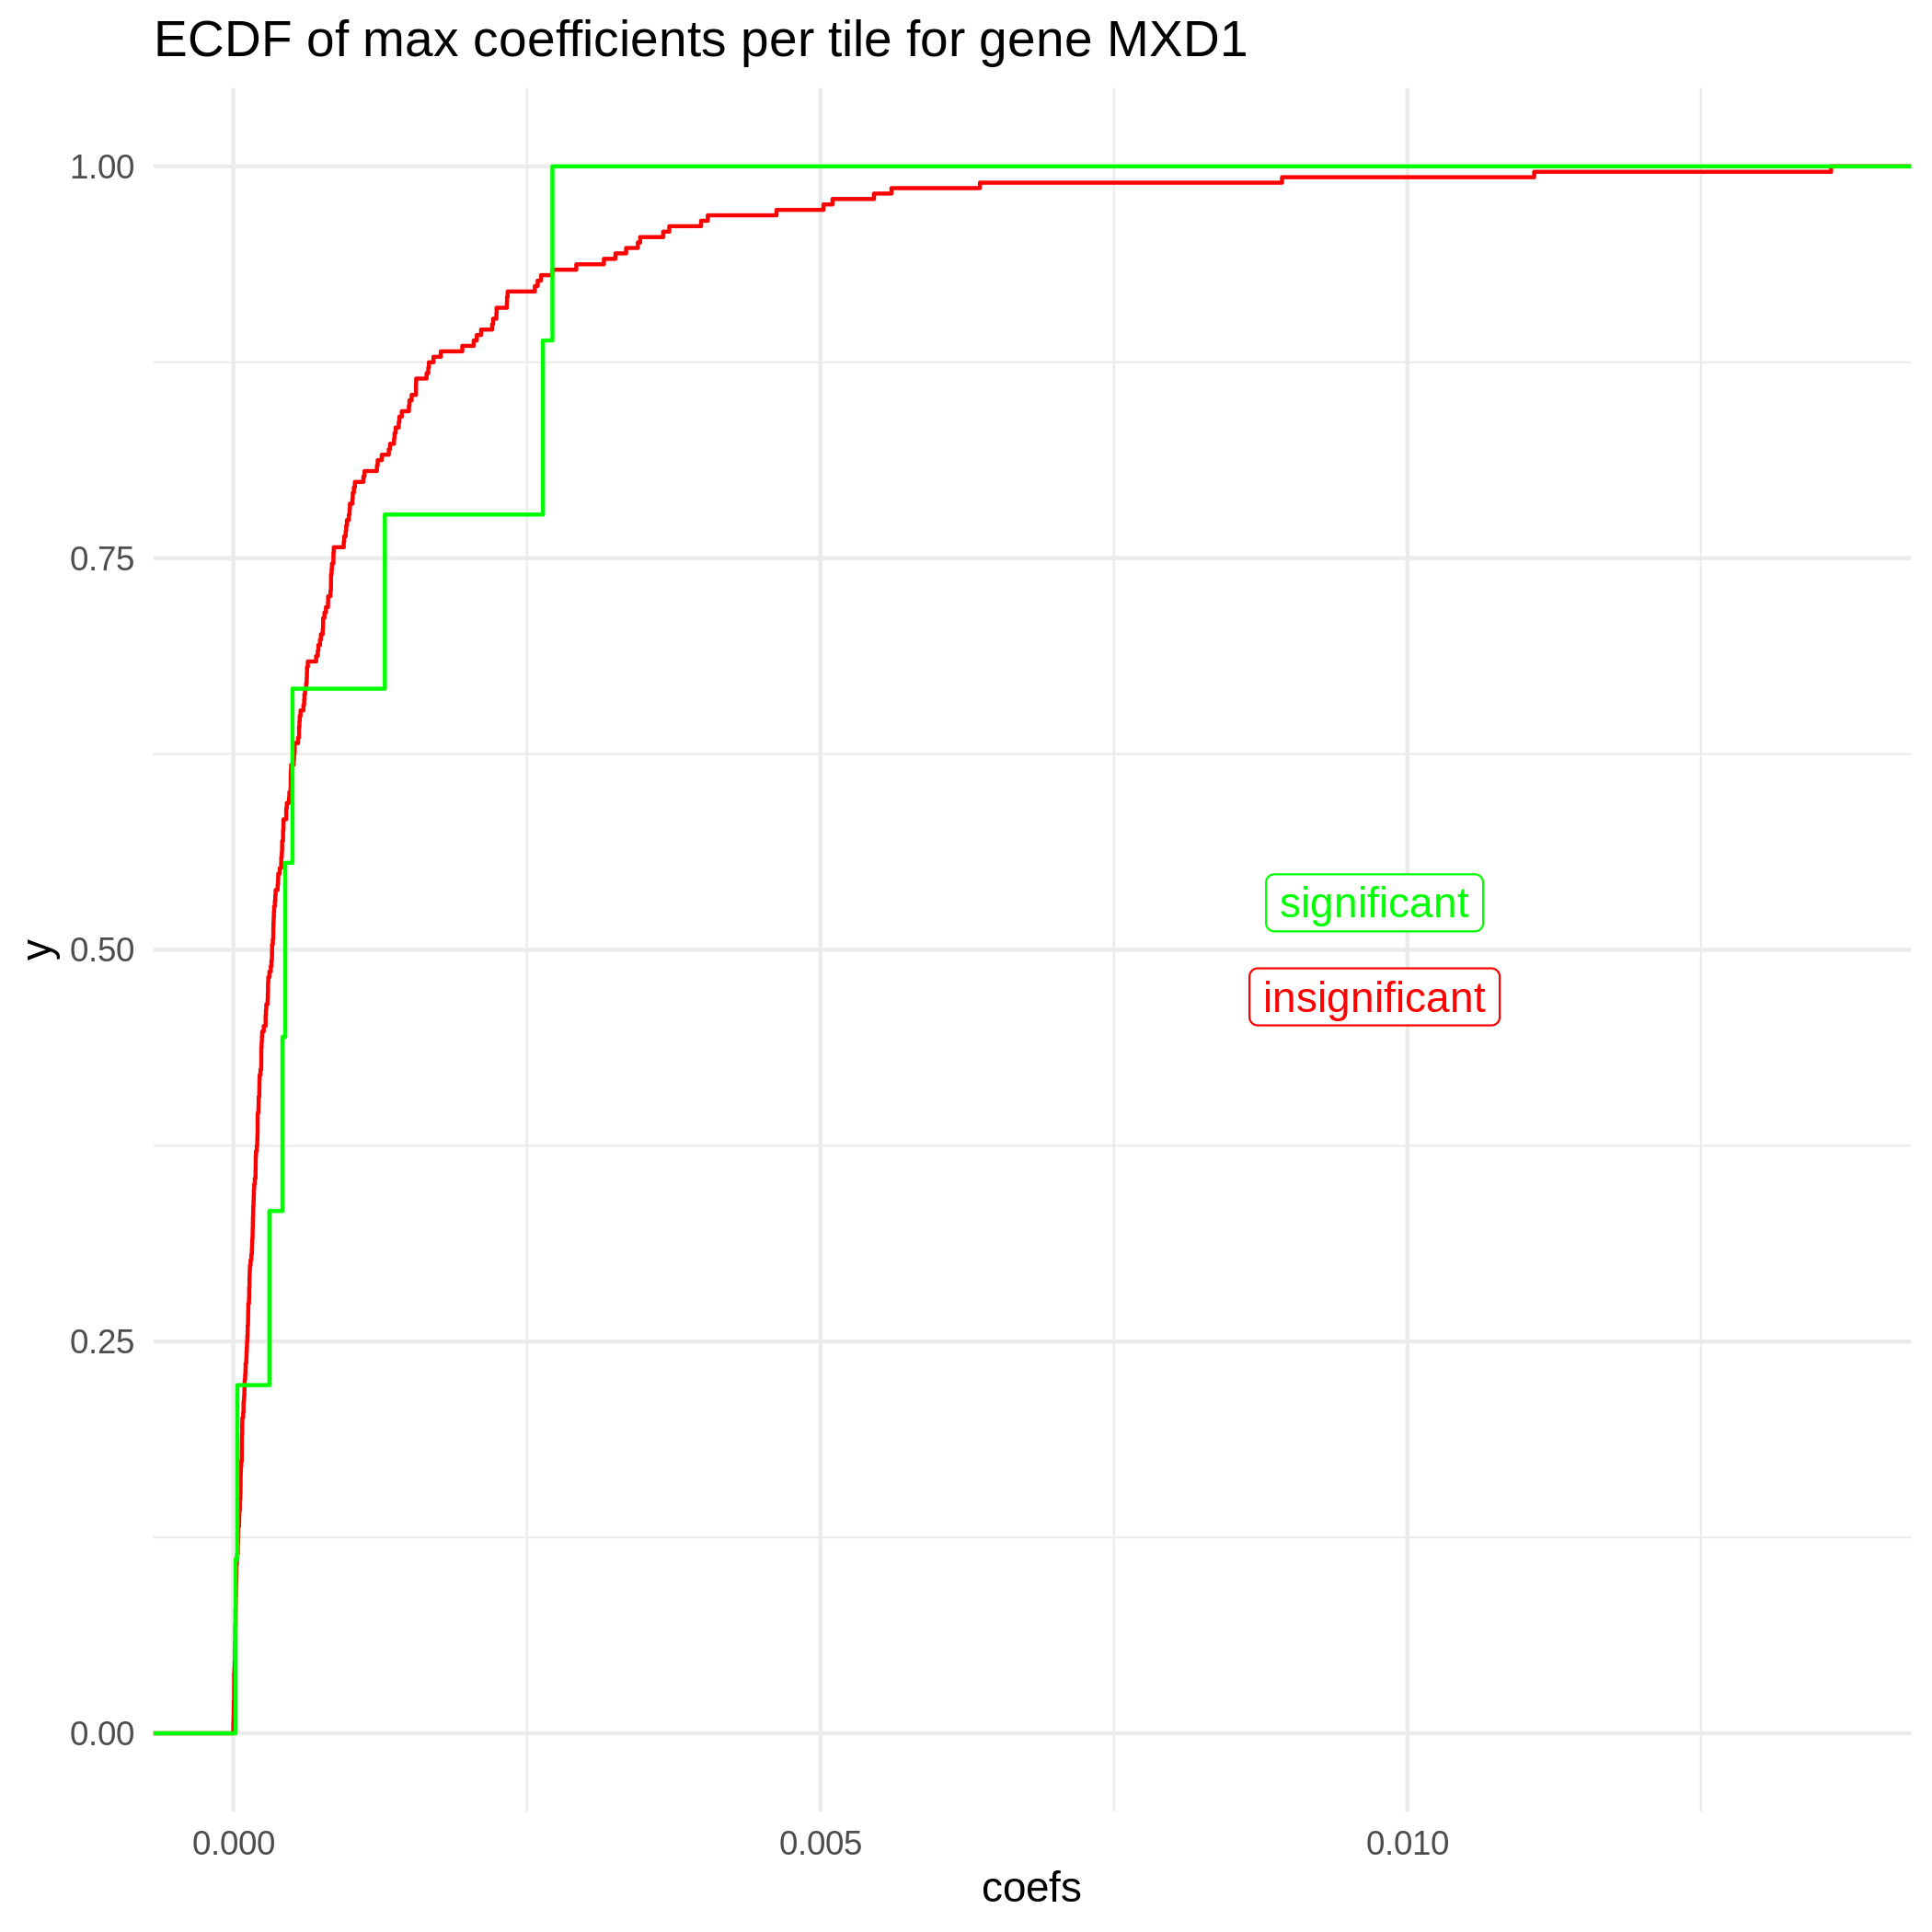 ECDF of max coefficients per tile for gene MXD1
1.00
0.75
0.50
0.25
0.00
y
significant
insignificant
0.000 0.005 0.010
coefs